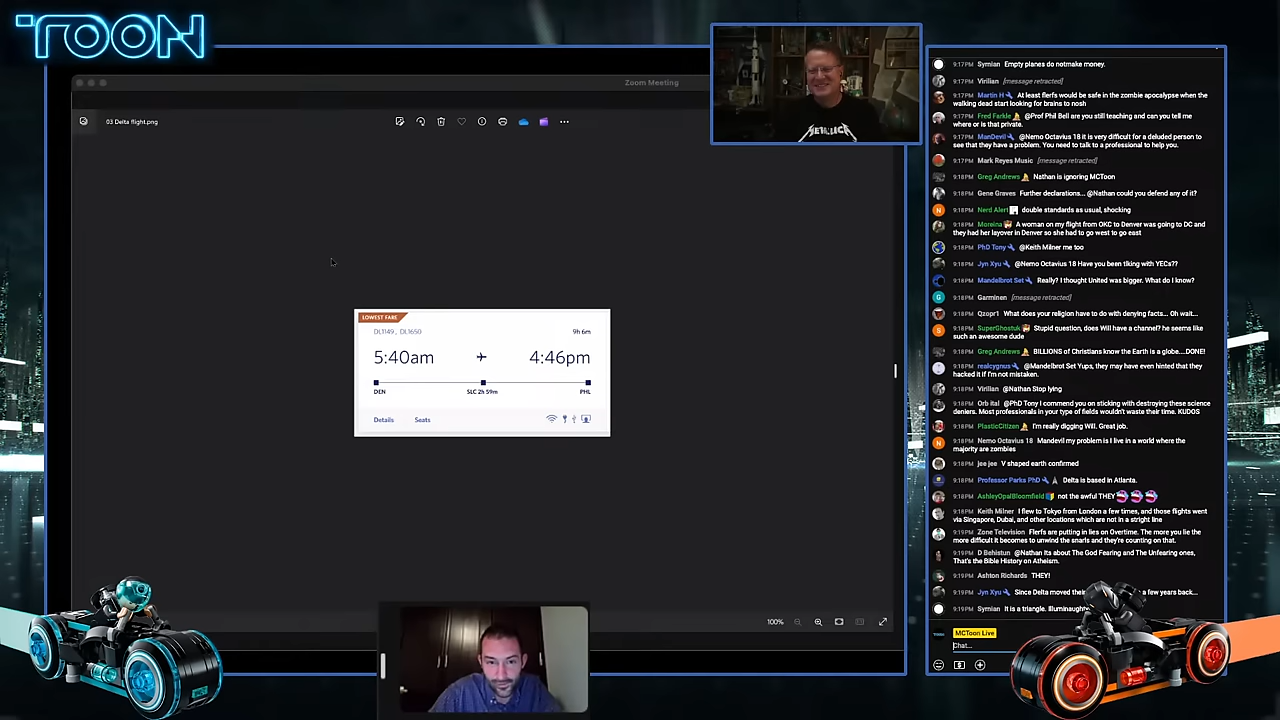 TOON
Zoom Meeting
03 Delta flight.png
METALLICA
LOWEST FARE
DL1149, DL1650
9h 6m
5:40am
4:46pm
DEN
SLC 2h 59m
PHL
Details
Seats
100%
9:17PM Symian Empty planes do notmake money.
9:17PM Virilian [message retracted]
9:17PM Martin H At least flerfs would be safe in the zombie apocalypse when the
walking dead start looking for brains to nosh
9:17PM Fred Farkle @Prof Phil Bell are you still teaching and can you tell me
where or is that private.
9:17PM ManDevil @Nemo Octavius 18 it is very difficult for a deluded person to
see that they have a problem. You need to talk to a professional to help you.
9:17PM Mark Reyes Music [message retracted]
9:18PM Greg Andrews Nathan is ignoring MCToon
9:18PM Gene Graves Further declarations... @Nathan could you defend any of it?
9:18PM Nerd Alert double standards as usual, shocking
9:18PM Moreina A woman on my flight from OKC to Denver was going to DC and
they had her layover in Denver so she had to go west to go east
9:18PM PhD Tony @Keith Milner me too
9:18PM Jyn Xyu @Nemo Octavius 18 Have you been tlking with YECs??
9:18PM Mandelbrot Set Really? I thought United was bigger. What do I know?
9:18PM Garminen [message retracted]
9:18PM Qzopr1 What does your religion have to do with denying facts... Oh wait...
9:18PM SuperGhostuk Stupid question, does Will have a channel? he seems like
such an awesome dude
9:18PM Greg Andrews BILLIONS of Christians know the Earth is a globe....DONE!
9:18PM realcygnus @Mandelbrot Set Yups, they may have even hinted that they
hacked it if I'm not mistaken.
9:18PM Virilian @Nathan Stop lying
9:18PM Orb ital @PhD Tony I commend you on sticking with destroying these science
deniers. Most professionals in your type of fields wouldn't waste their time. KUDOS
9:18PM PlasticCitizen I'm really digging Will. Great job.
9:18PM Nemo Octavius 18 Mandevil my problem is I live in a world where the
majority are zombies
9:18PM jee jee V shaped earth confirmed
9:18PM Professor Parks PhD Delta is based in Atlanta.
9:18PM AshleyOpalBloomfield not the awful THEY
9:18PM Keith Milner I flew to Tokyo from London a few times, and those flights went
via Singapore, Dubai, and other locations which are not in a stright line
9:18PM Zone Television Flerfs are putting in lies on Overtime. The more you lie the
more difficult it becomes to unwind the snarls and they're counting on that.
9:18PM D Behistun @Nathan Its about The God Fearing and The Unfearing ones,
That's the Bible History on Atheism.
9:19PM Ashton Richards THEY!
9:19PM Jyn Xyu Since Delta moved their a few years back...
9:19PM Symian It is a triangle. Illuminaughty
MCToon Live
Chat...